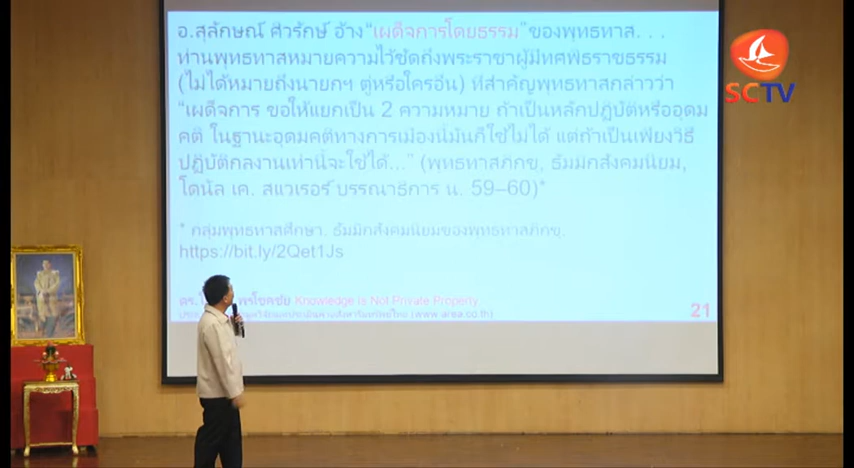 อ.สุลักษณ์ ศิวรักษ์ อ้าง “เผด็จการโดยธรรม” ของพุทธทาส. . .
ท่านพุทธทาสหมายความไว้ชัดถึงพระราชาผู้มีทศพิธราชธรรม
(ไม่ได้หมายถึงนายกฯ ตู่หรือใครอื่น) ที่สำคัญพุทธทาสกล่าวว่า
“เผด็จการ ขอให้แยกเป็น 2 ความหมาย ถ้าเป็นหลักปฏิบัติหรืออุดม
คติ ในฐานะอุดมคติทางการเมืองนี่มันก็ใช้ไม่ได้ แต่ถ้าเป็นเพียงวิธี
ปฏิบัติกลงานเท่านี้จะใช้ได้...” (พุทธทาสภิกขุ, ธัมมิกสังคมนิยม,
โดนัล เค. สแวเรอร์ บรรณาธิการ น. 59–60)*
* กลุ่มพุทธทาสศึกษา. ธัมมิกสังคมนิยมของพุทธทาสภิกขุ.
https://bit.ly/2Qet1Js
ดร. พรโชคชัย Knowledge Is Not Private Property
(www.area.co.th)
21
SCTV